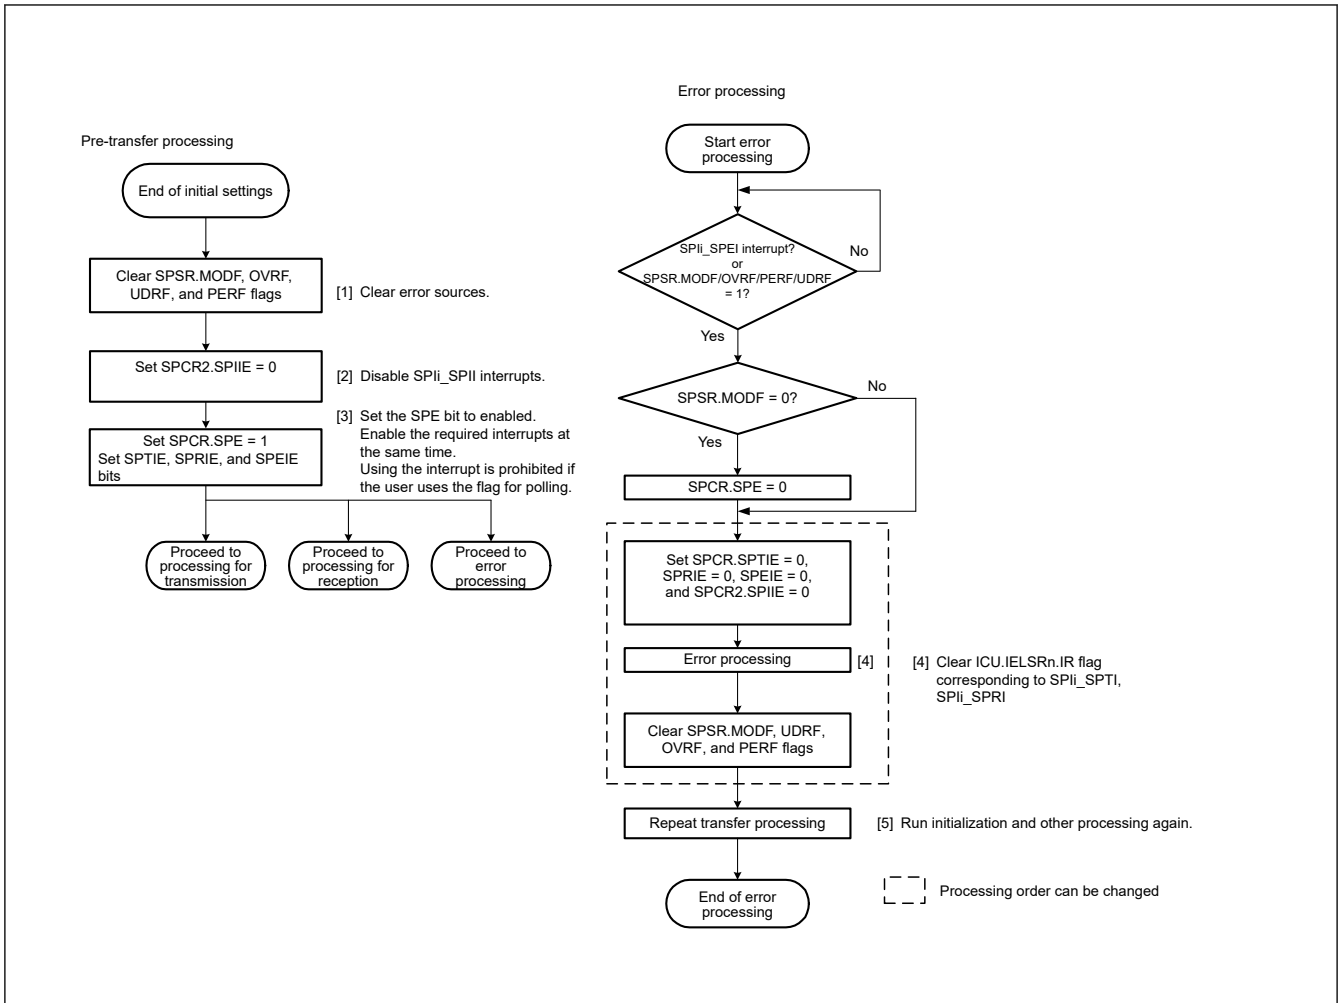 Pre-transfer processing
End of initial settings
Clear SPSR.MODF, OVRF,
UDRF, and PERF flags
[1] Clear error sources.
Set SPCR2.SPIIE = 0
[2] Disable SPIi_SPII interrupts.
Set SPCR.SPE = 1
Set SPTIE, SPRIE, and SPEIE
bits
[3] Set the SPE bit to enabled.
Enable the required interrupts at
the same time.
Using the interrupt is prohibited if
the user uses the flag for polling.
Proceed to
processing for
transmission
Proceed to
processing for
reception
Proceed to
error
processing
Error processing
Start error
processing
SPIi_SPEI interrupt?
or
SPSR.MODF/OVRF/PERF/UDRF
= 1?
No
Yes
SPSR.MODF = 0?
No
Yes
SPCR.SPE = 0
Set SPCR.SPTIE = 0,
SPRIE = 0, SPEIE = 0,
and SPCR2.SPIIE = 0
Error processing
[4]
[4] Clear ICU.IELSRn.IR flag
corresponding to SPIi_SPTI,
SPIi_SPRI
Clear SPSR.MODF, UDRF,
OVRF, and PERF flags
Repeat transfer processing
[5] Run initialization and other processing again.
End of error
processing
Processing order can be changed